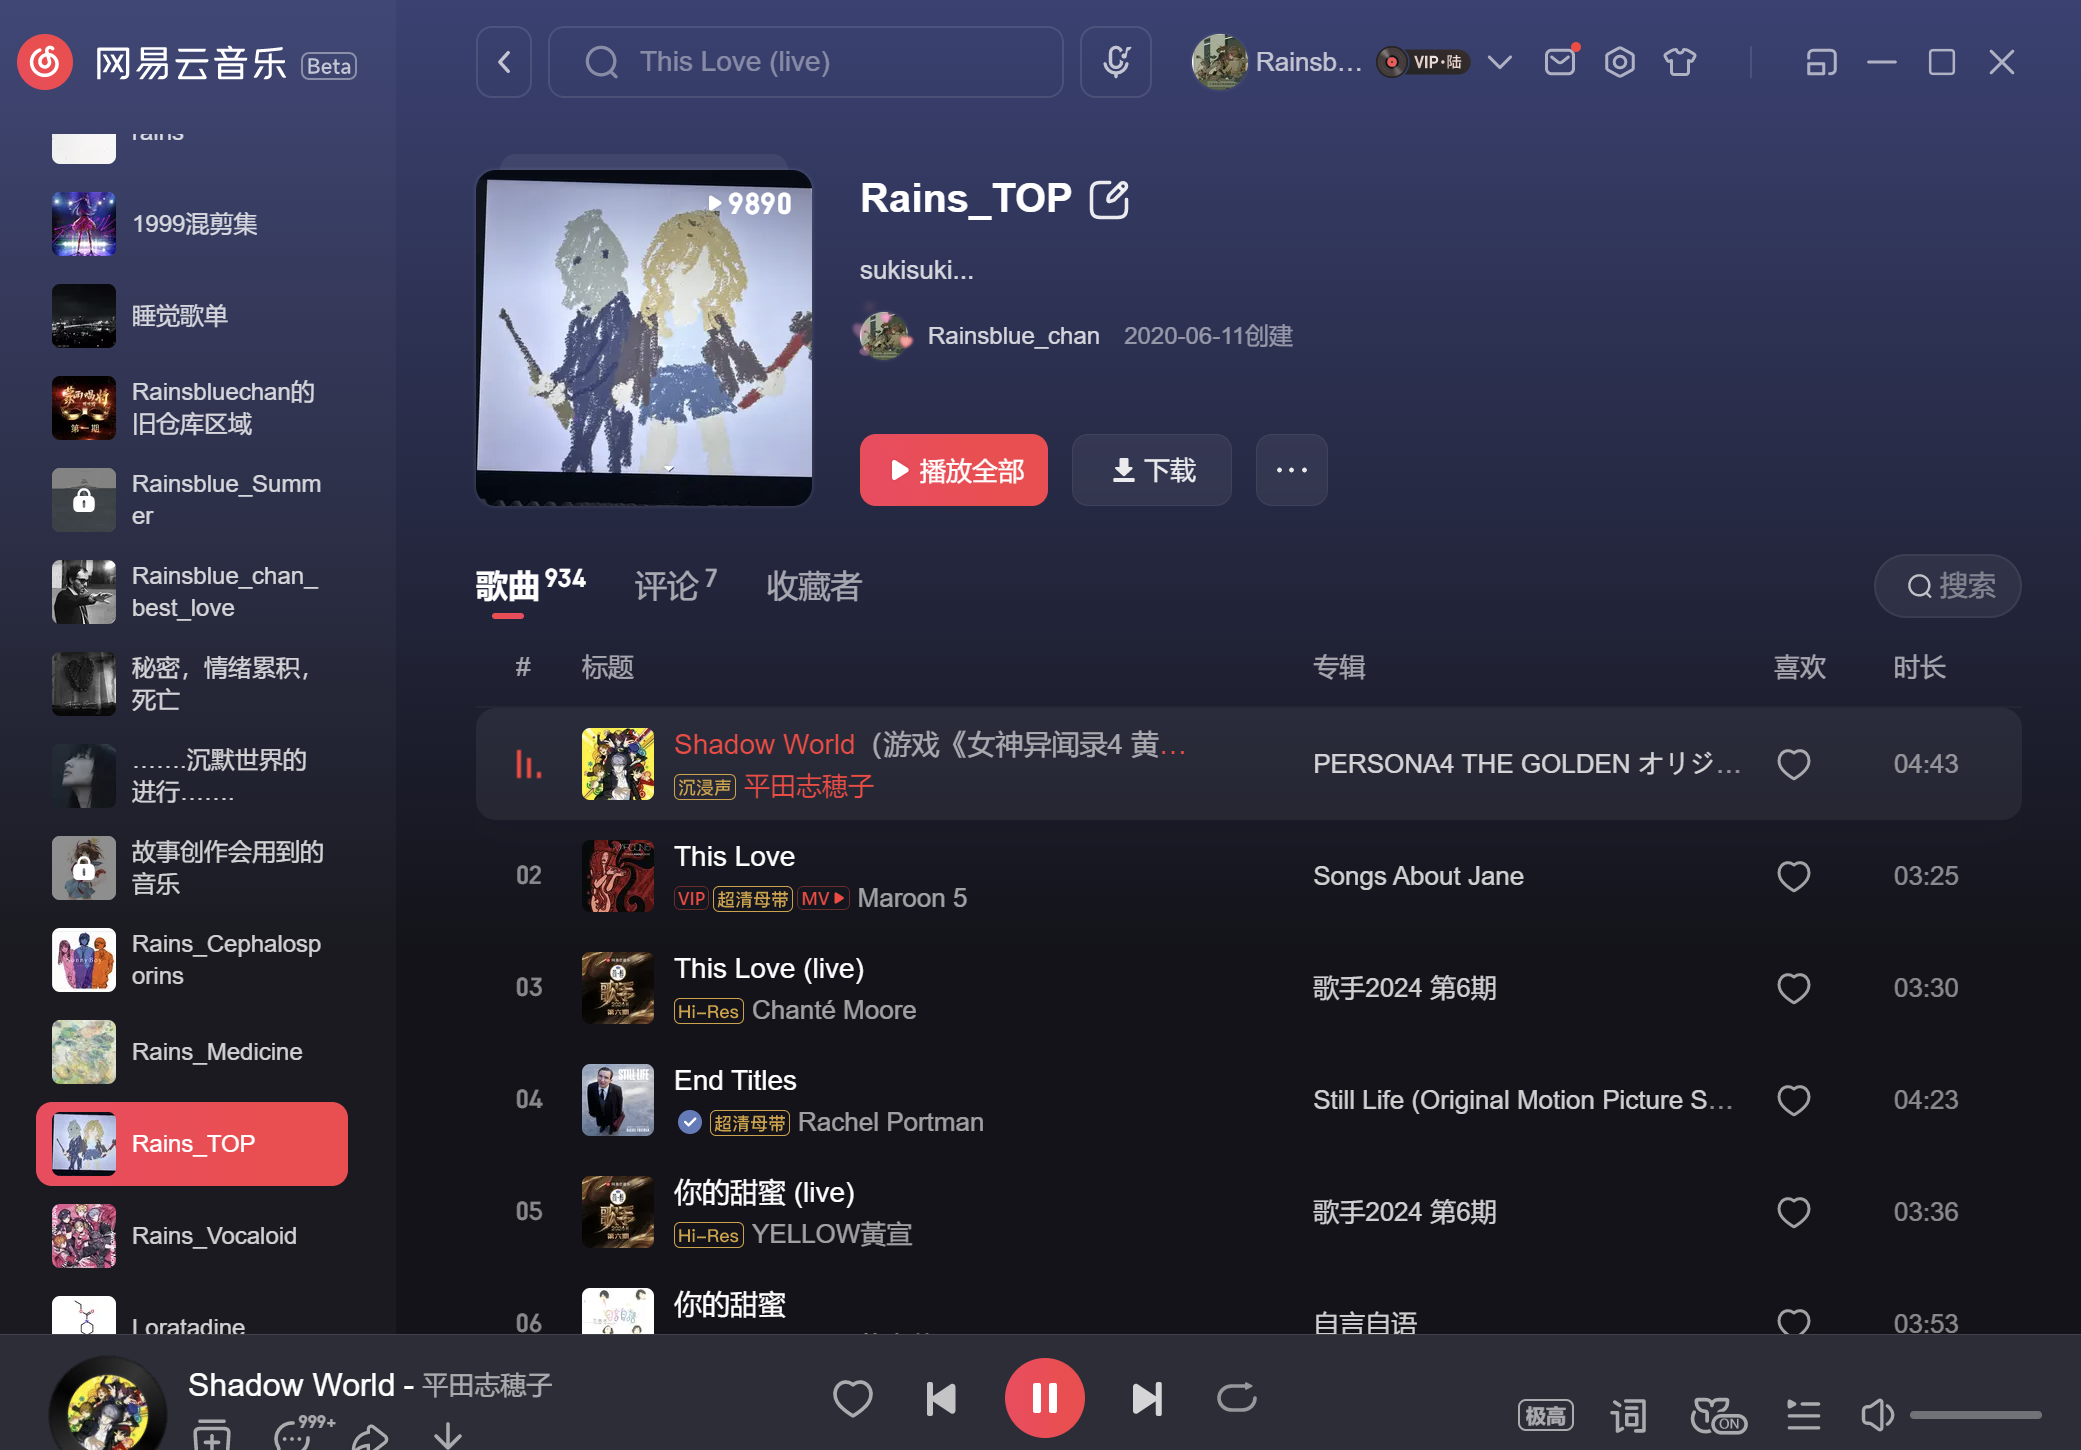 网易云音乐 Beta
This Love (live)
Rainsb...
VIP·陆
rains
1999混剪集
睡觉歌单
Rainsbluechan的
旧仓库区域
Rainsblue_Summ
er
Rainsblue_chan_
best_love
秘密，情绪累积，
死亡
.......沉默世界的
进行.......
故事创作会用到的
音乐
Rains_Cephalosp
orins
Rains_Medicine
Rains_TOP
Rains_Vocaloid
Loratadine
9890
Rains_TOP
sukisuki...
Rainsblue_chan 2020-06-11创建
播放全部 下载 ...
歌曲 934 评论 7 收藏者 搜索
# 标题 专辑 喜欢 时长
Shadow World（游戏《女神异闻录4 黄... PERSONA4 THE GOLDEN オリジ... 04:43
沉浸声 平田志穂子
02 This Love Songs About Jane 03:25
VIP 超清母带 MV Maroon 5
03 This Love (live) 歌手2024 第6期 03:30
Hi-Res Chanté Moore
04 End Titles Still Life (Original Motion Picture S... 04:23
超清母带 Rachel Portman
05 你的甜蜜 (live) 歌手2024 第6期 03:36
Hi-Res YELLOW黃宣
06 你的甜蜜 自言自语 03:53
Shadow World - 平田志穂子
999+
极高 词 ON